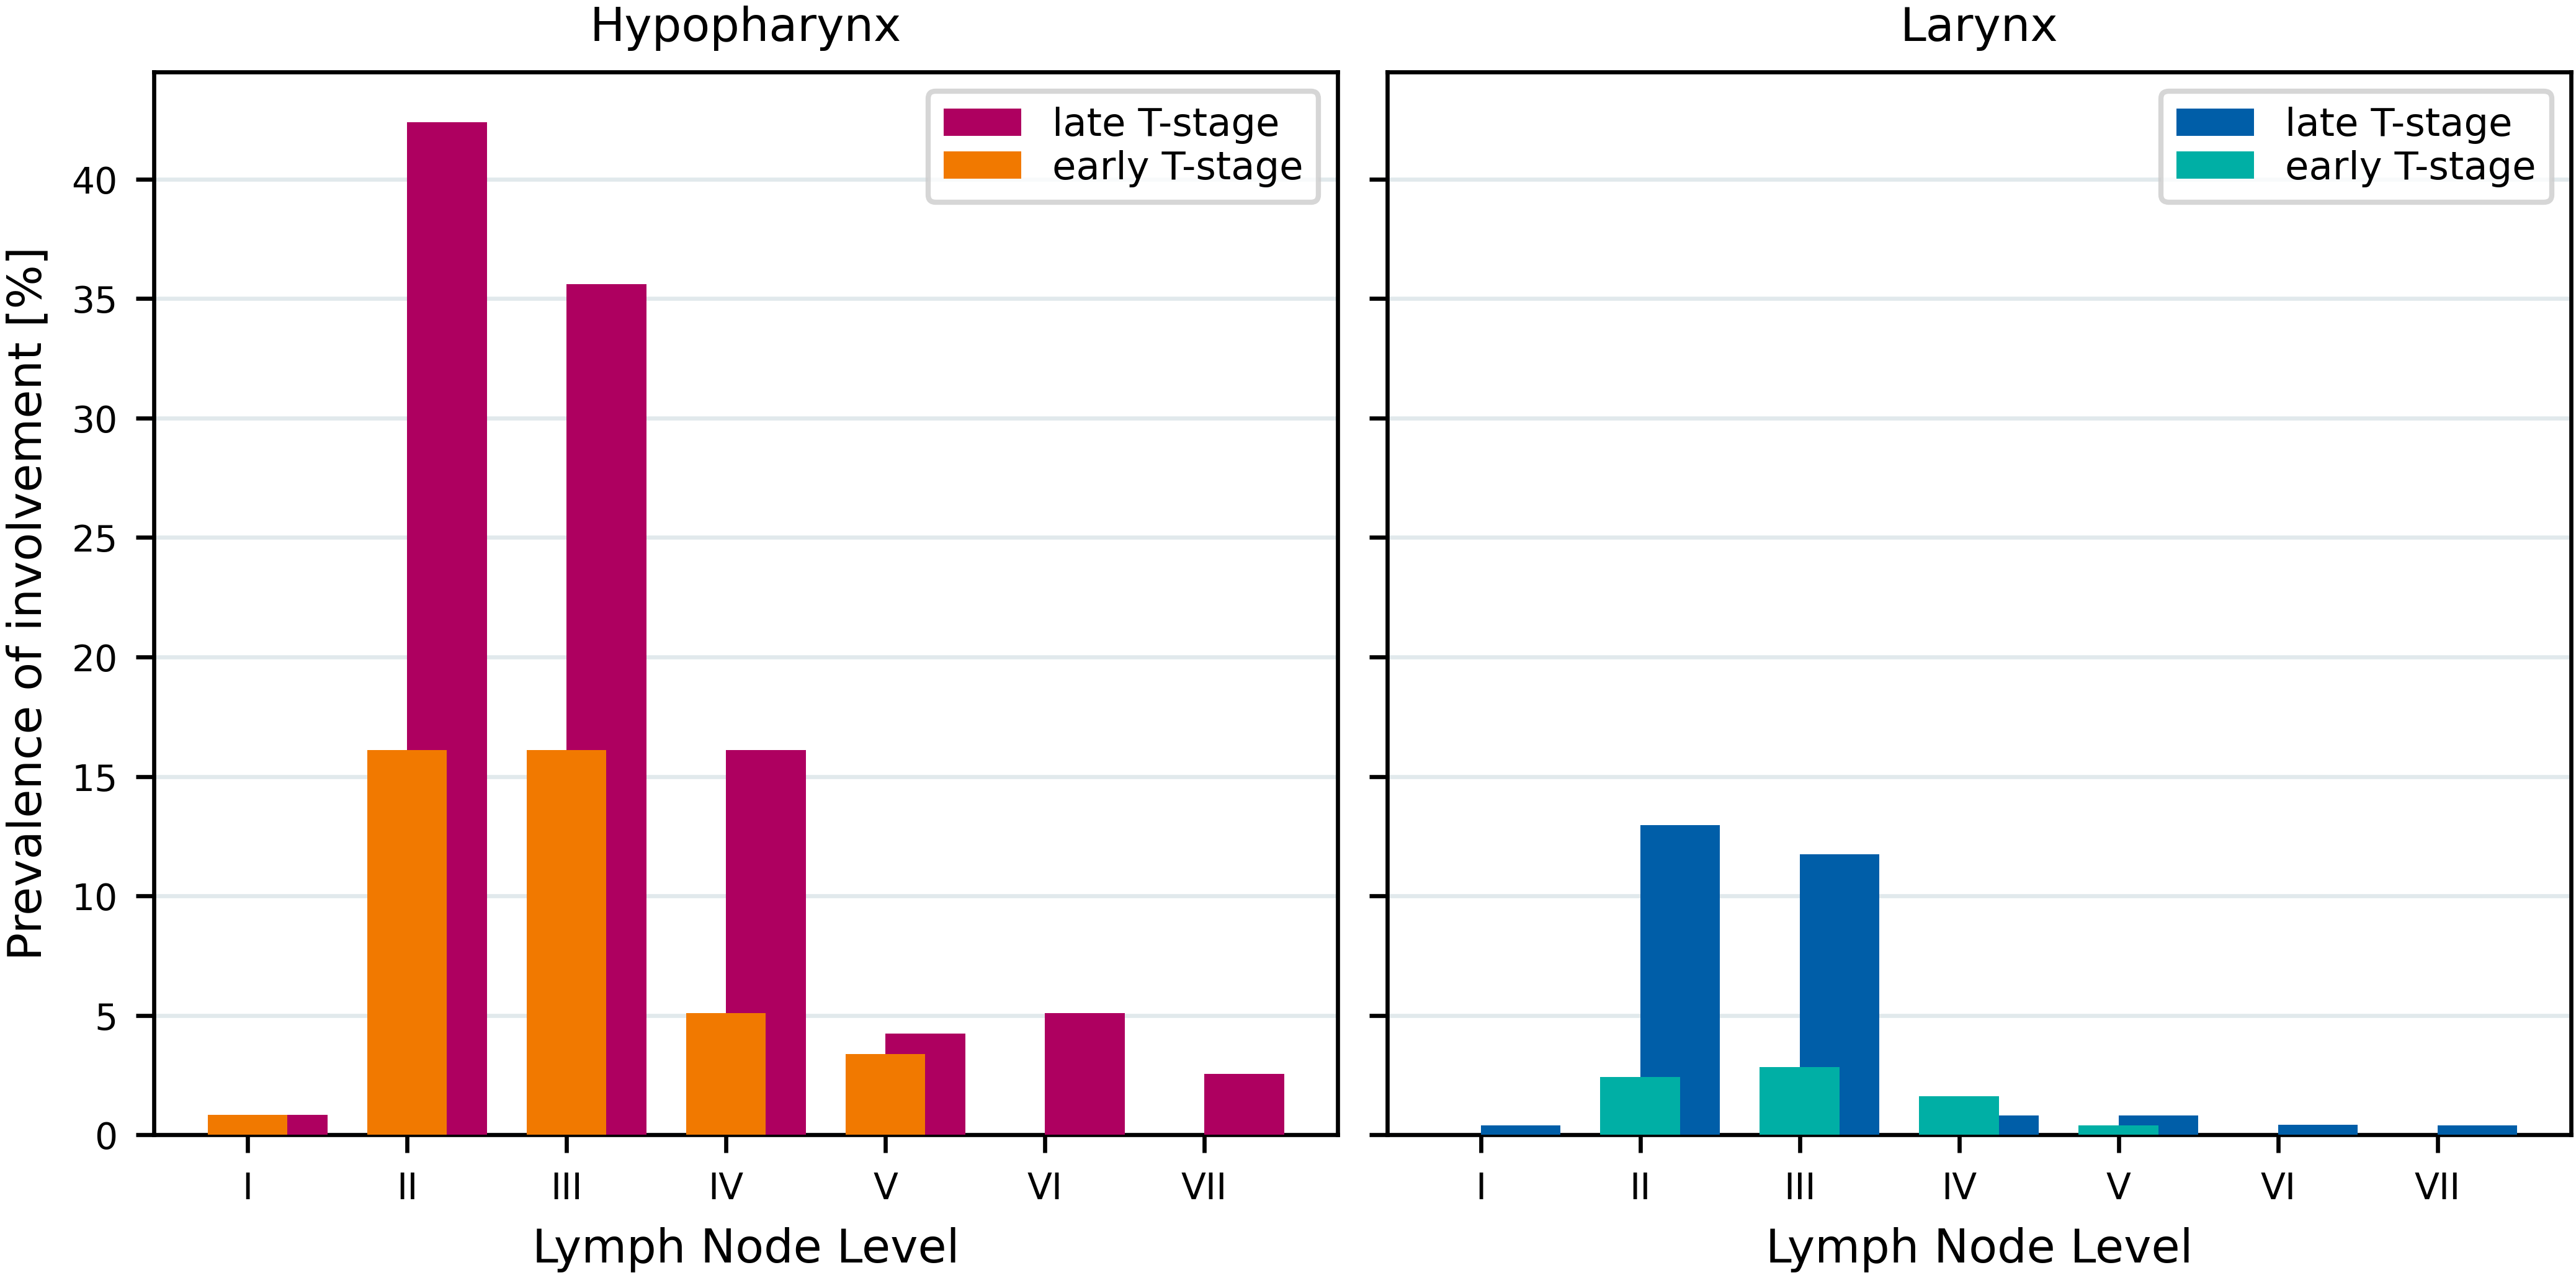 Hypopharynx
Larynx
late T-stage
early T-stage
late T-stage
early T-stage
Prevalence of involvement [%]
40
35
30
25
20
15
10
5
0
I II III IV V VI VII
I II III IV V VI VII
Lymph Node Level
Lymph Node Level